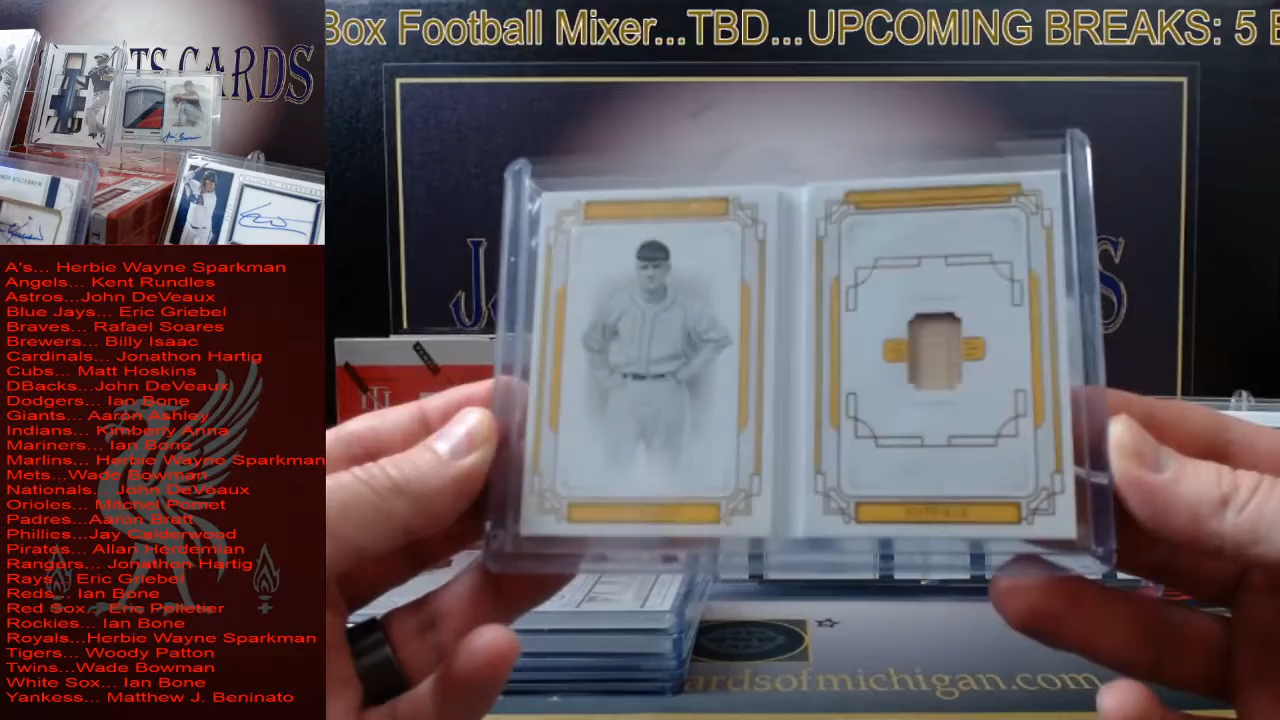 Box Football Mixer...TBD...UPCOMING BREAKS: 5 B
TS CARDS
A's... Herbie Wayne Sparkman
Angels... Kent Rundles
Astros...John DeVeaux
Blue Jays... Eric Griebel
Braves... Rafael Soares
Brewers... Billy Isaac
Cardinals... Jonathon Hartig
Cubs... Matt Hoskins
DBacks...John DeVeaux
Dodgers... Ian Bone
Giants... Aaron Ashley
Indians... Kimberly Anna
Mariners... Ian Bone
Marlins... Herbie Wayne Sparkman
Mets...Wade Bowman
Nationals... John DeVeaux
Orioles... Mitchel Pomet
Padres...Aaron Brett
Phillies...Jay Calderwood
Pirates... Allan Herdemian
Rangers... Jonathon Hartig
Rays... Eric Griebel
Reds... Ian Bone
Red Sox... Eric Pelletier
Rockies... Ian Bone
Royals...Herbie Wayne Sparkman
Tigers... Woody Patton
Twins...Wade Bowman
White Sox... Ian Bone
Yankess... Matthew J. Beninato
ardsofmichigan.com